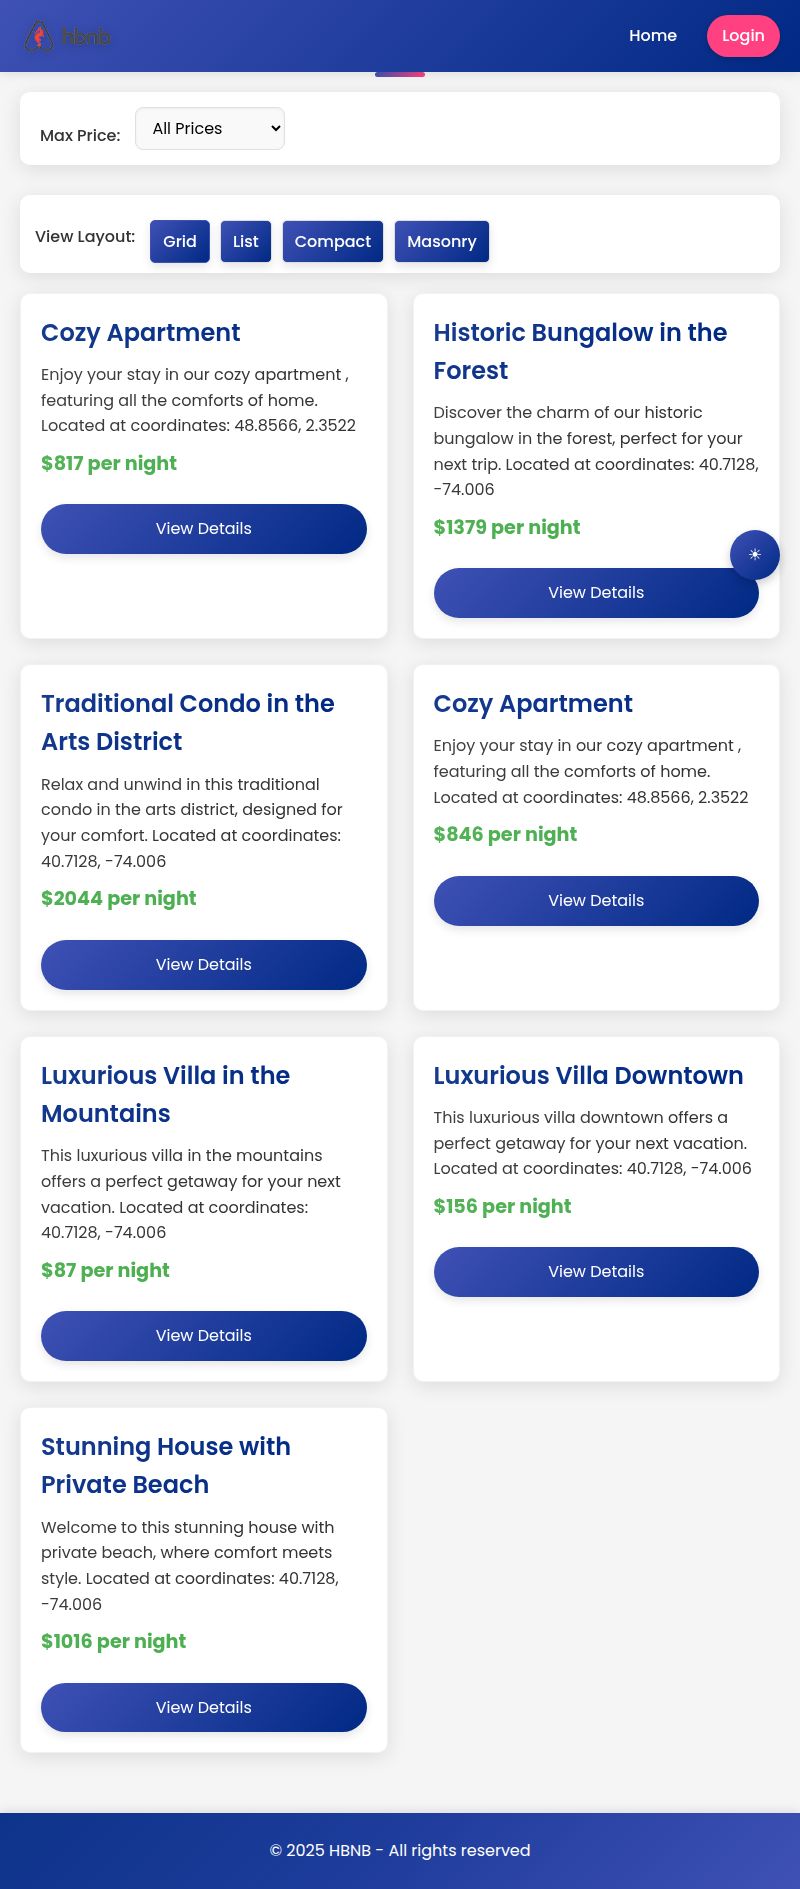 hbnb
Home
Login
Max Price:
All Prices
View Layout:
Grid
List
Compact
Masonry
Cozy Apartment
Enjoy your stay in our cozy apartment ,
featuring all the comforts of home.
Located at coordinates: 48.8566, 2.3522
$817 per night
View Details
Historic Bungalow in the
Forest
Discover the charm of our historic
bungalow in the forest, perfect for your
next trip. Located at coordinates: 40.7128,
-74.006
$1379 per night
View Details
Traditional Condo in the
Arts District
Relax and unwind in this traditional
condo in the arts district, designed for
your comfort. Located at coordinates:
40.7128, -74.006
$2044 per night
View Details
Cozy Apartment
Enjoy your stay in our cozy apartment ,
featuring all the comforts of home.
Located at coordinates: 48.8566, 2.3522
$846 per night
View Details
Luxurious Villa in the
Mountains
This luxurious villa in the mountains
offers a perfect getaway for your next
vacation. Located at coordinates:
40.7128, -74.006
$87 per night
View Details
Luxurious Villa Downtown
This luxurious villa downtown offers a
perfect getaway for your next vacation.
Located at coordinates: 40.7128, -74.006
$156 per night
View Details
Stunning House with
Private Beach
Welcome to this stunning house with
private beach, where comfort meets
style. Located at coordinates: 40.7128,
-74.006
$1016 per night
View Details
© 2025 HBNB - All rights reserved